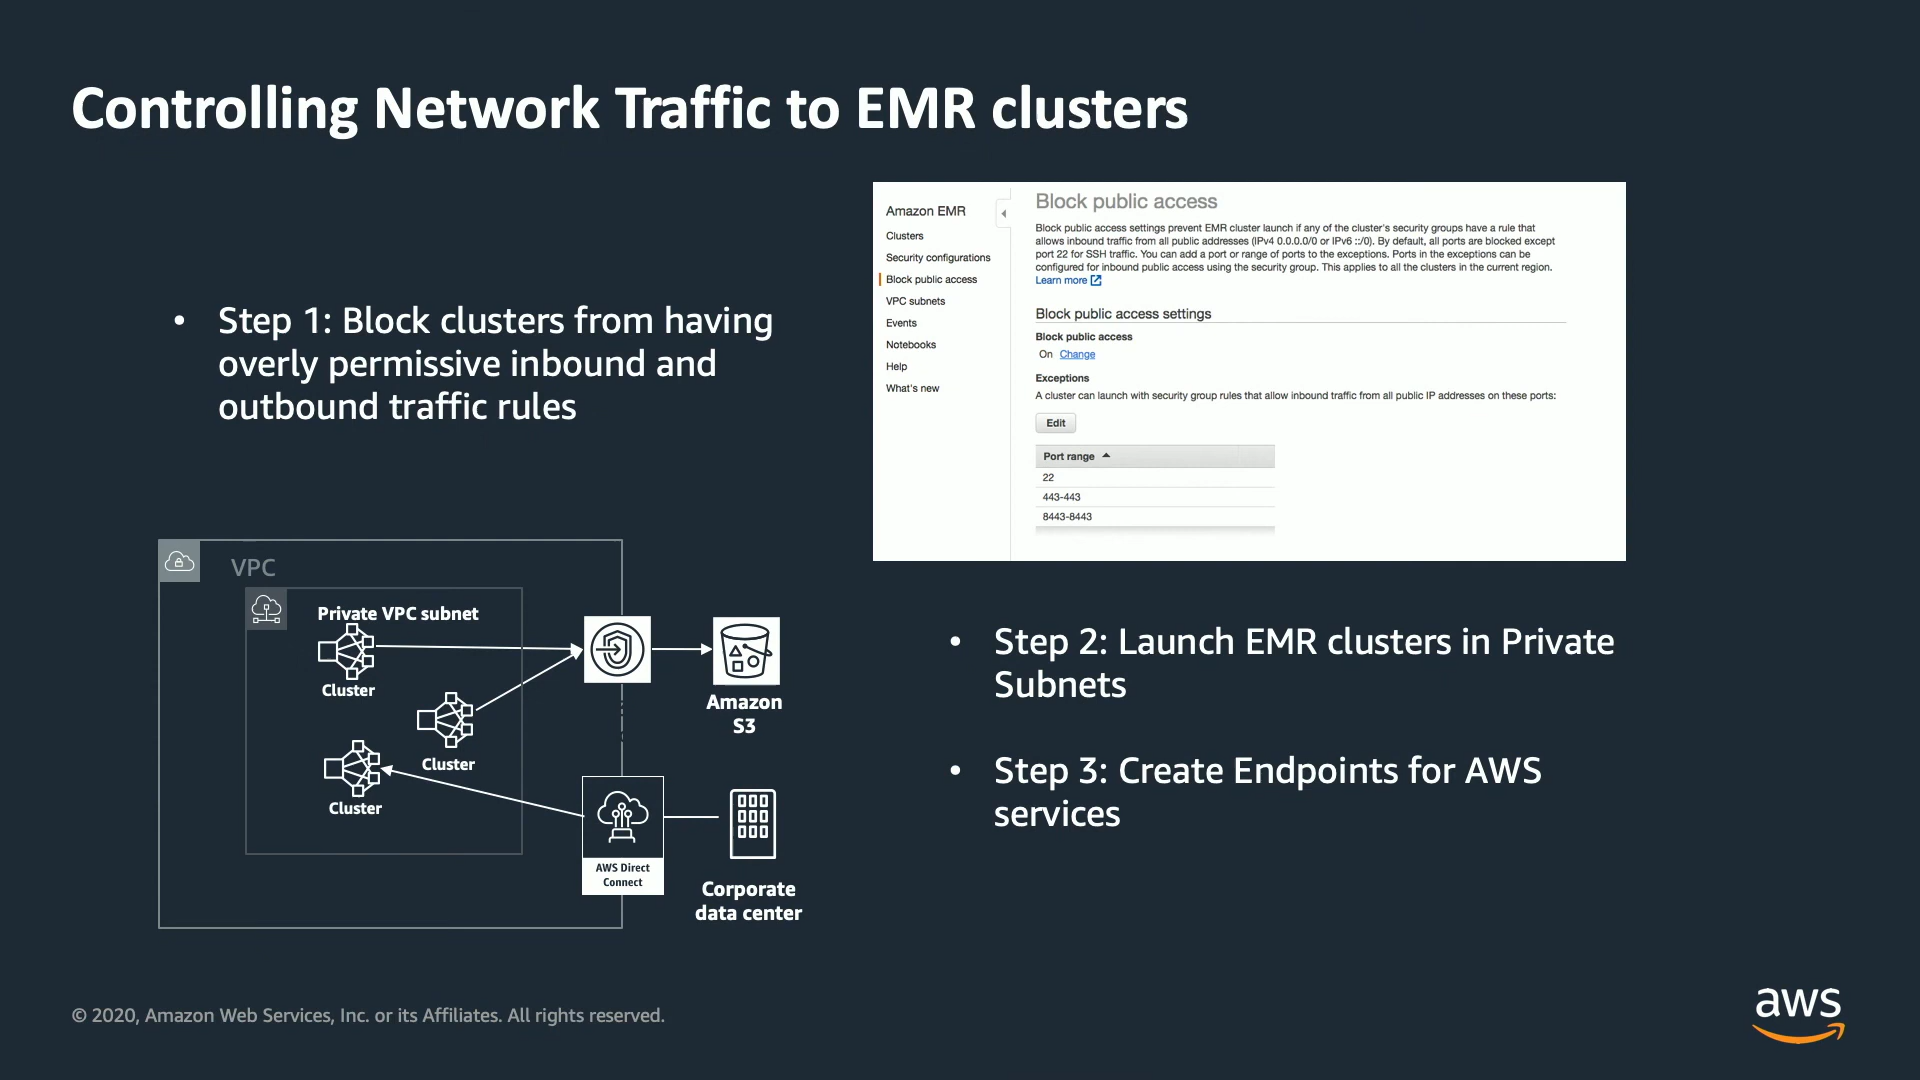 Controlling Network Traffic to EMR clusters
• Step 1: Block clusters from having
overly permissive inbound and
outbound traffic rules
Amazon EMR
Clusters
Security configurations
Block public access
VPC subnets
Events
Notebooks
Help
What's new
Block public access
Block public access settings prevent EMR cluster launch if any of the cluster's security groups have a rule that
allows inbound traffic from all public addresses (IPv4 0.0.0.0/0 or IPv6 ::/0). By default, all ports are blocked except
port 22 for SSH traffic. You can add a port or range of ports to the exceptions. Ports in the exceptions can be
configured for inbound public access using the security group. This applies to all the clusters in the current region.
Learn more
Block public access settings
Block public access
On Change
Exceptions
A cluster can launch with security group rules that allow inbound traffic from all public IP addresses on these ports:
Edit
Port range
22
443-443
8443-8443
VPC
Private VPC subnet
Cluster
Cluster
Cluster
Amazon
S3
AWS Direct
Connect
Corporate
data center
• Step 2: Launch EMR clusters in Private
Subnets
• Step 3: Create Endpoints for AWS
services
© 2020, Amazon Web Services, Inc. or its Affiliates. All rights reserved.
aws